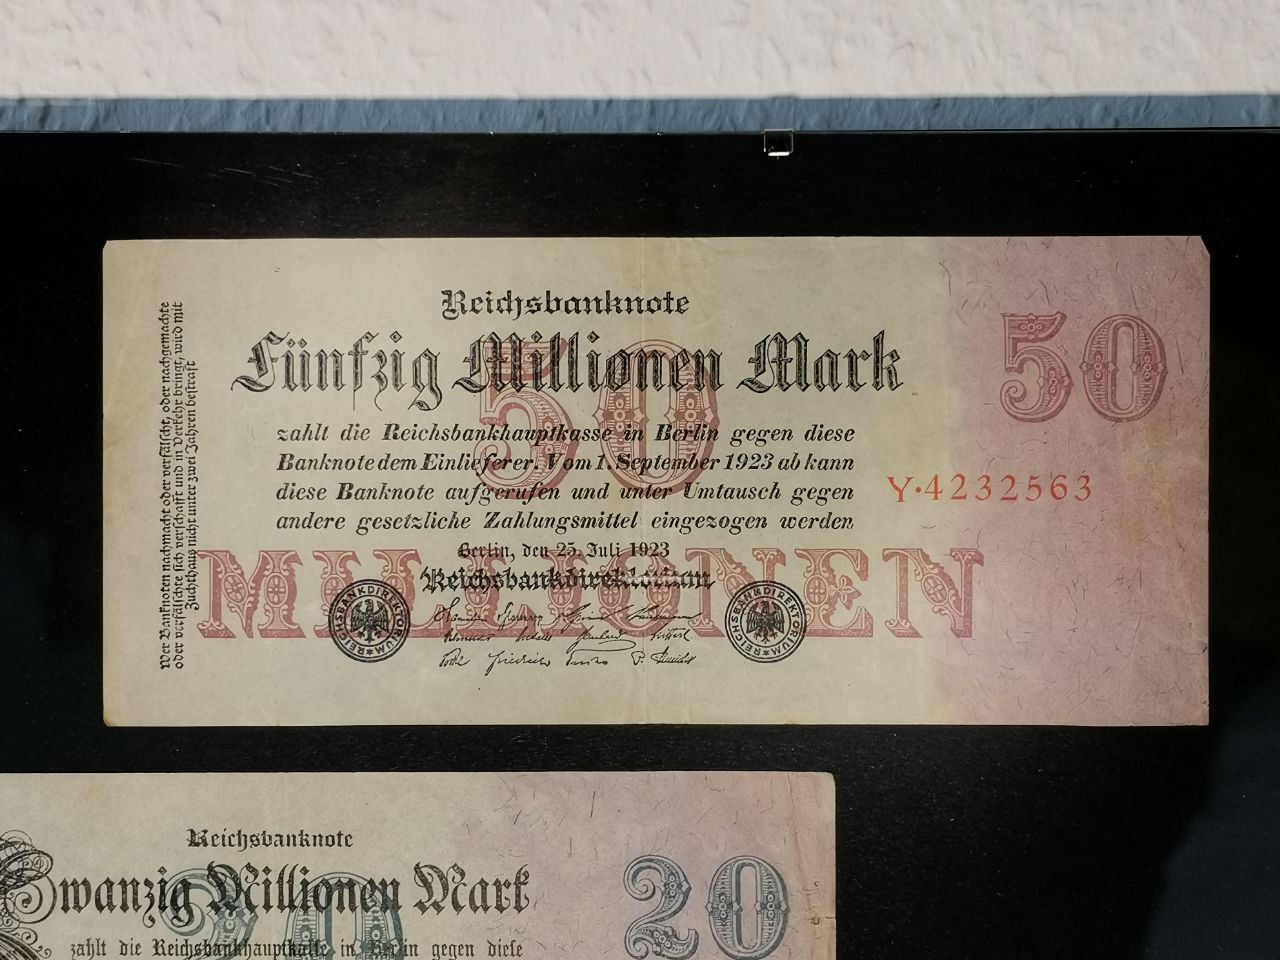 Reichsbanknote
Fünfzig Millionen Mark
50
zahlt die Reichsbankhauptkasse in Berlin gegen diese
Banknote dem Einlieferer. Vom 1. September 1923 ab kann
diese Banknote aufgerufen und unter Umtausch gegen
andere gesetzliche Zahlungsmittel eingezogen werden
Berlin, den 25. Juli 1923
Reichsbankdirektorium
MILLIONEN
REICHSBANKDIREKTORIUM
REICHSBANKDIREKTORIUM
50
Y·4232563
Wer Banknoten nachmacht oder verfälscht, oder nachgemachte
oder verfälschte sich verschafft und in Verkehr bringt, wird mit
Zuchthaus nicht unter zwei Jahren bestraft
Reichsbanknote
Zwanzig Millionen Mark
20
20
zahlt die Reichsbankhauptkasse in Berlin gegen diese